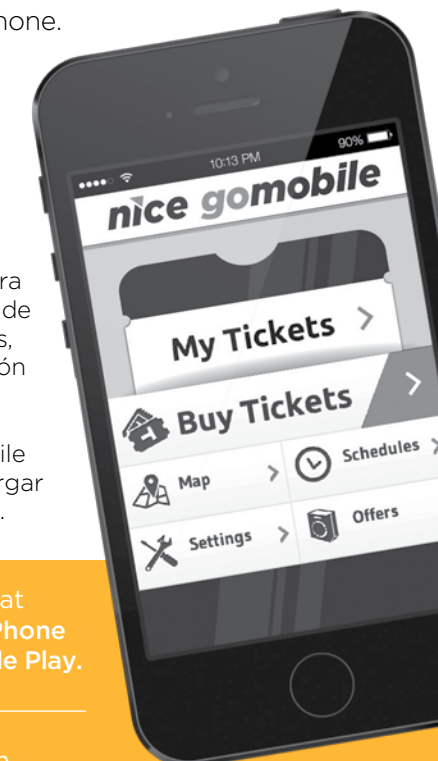 hone.
ra
de
s,
ón
ile
rgar
.
at
Phone
le Play.
10:13 PM
90%
nice gomobile
My Tickets
Buy Tickets
Map
Schedules
Settings
Offers